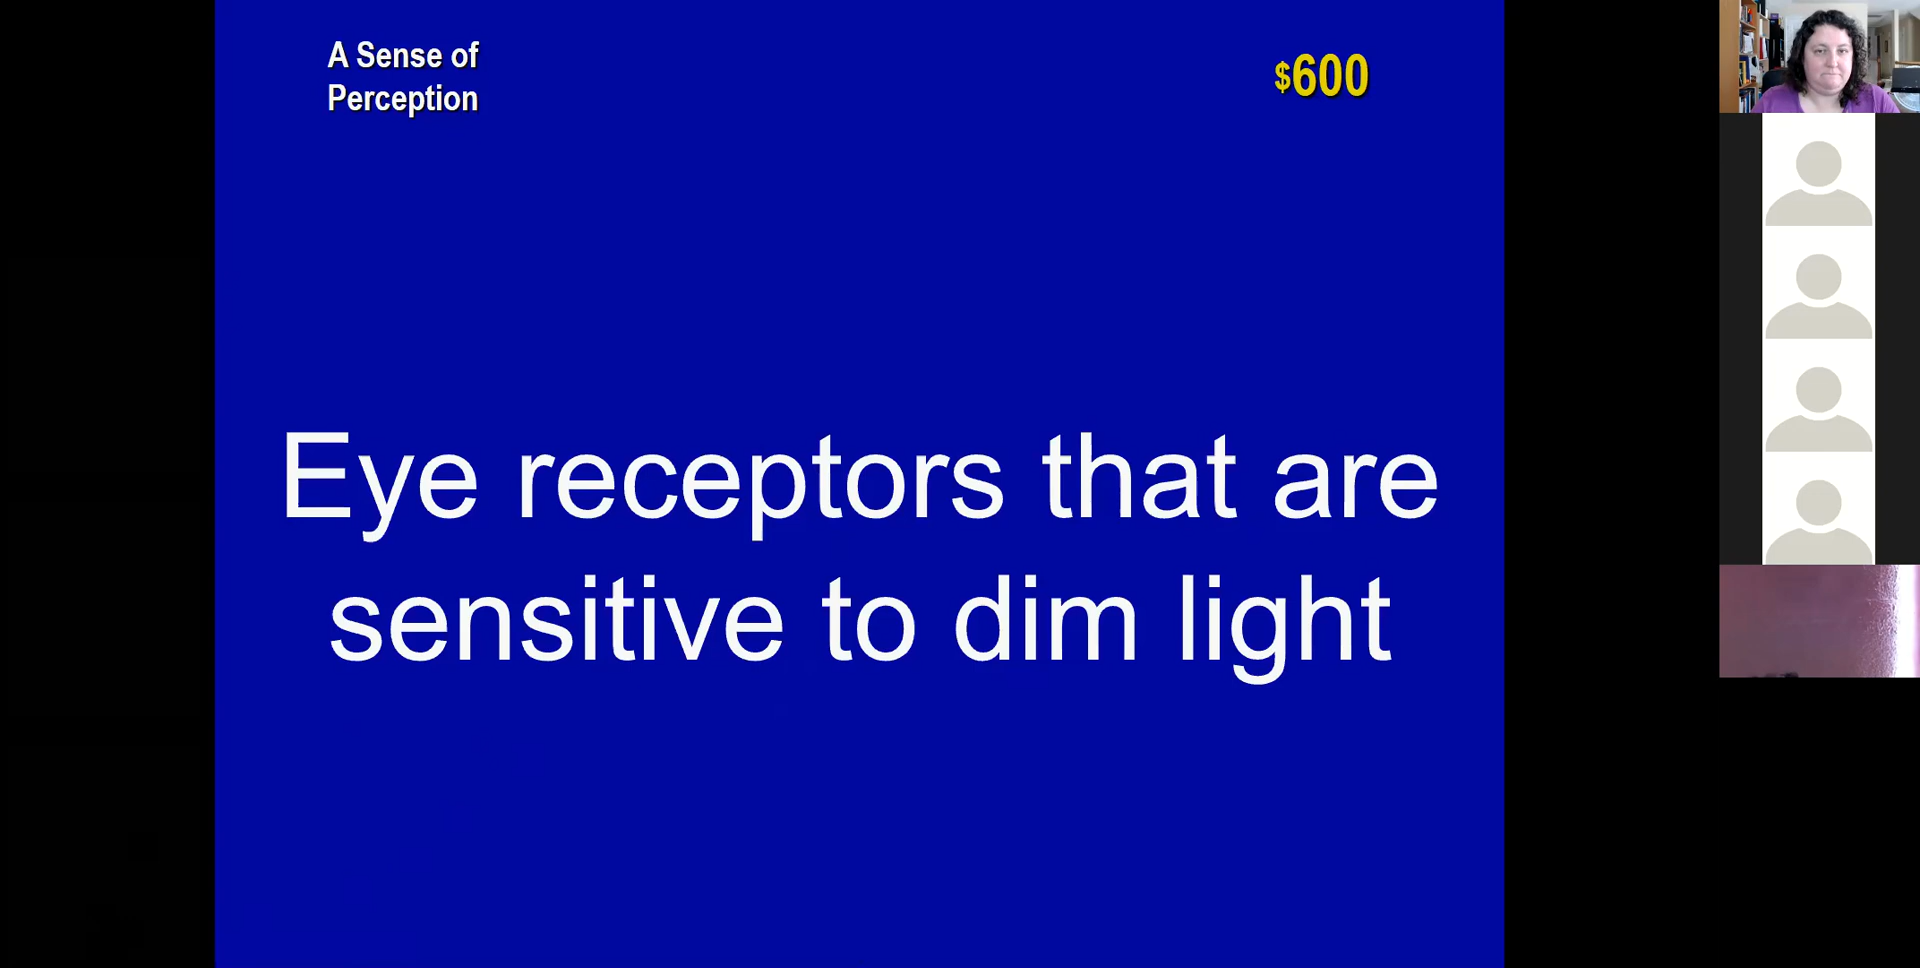 A Sense of
Perception
$600
Eye receptors that are
sensitive to dim light